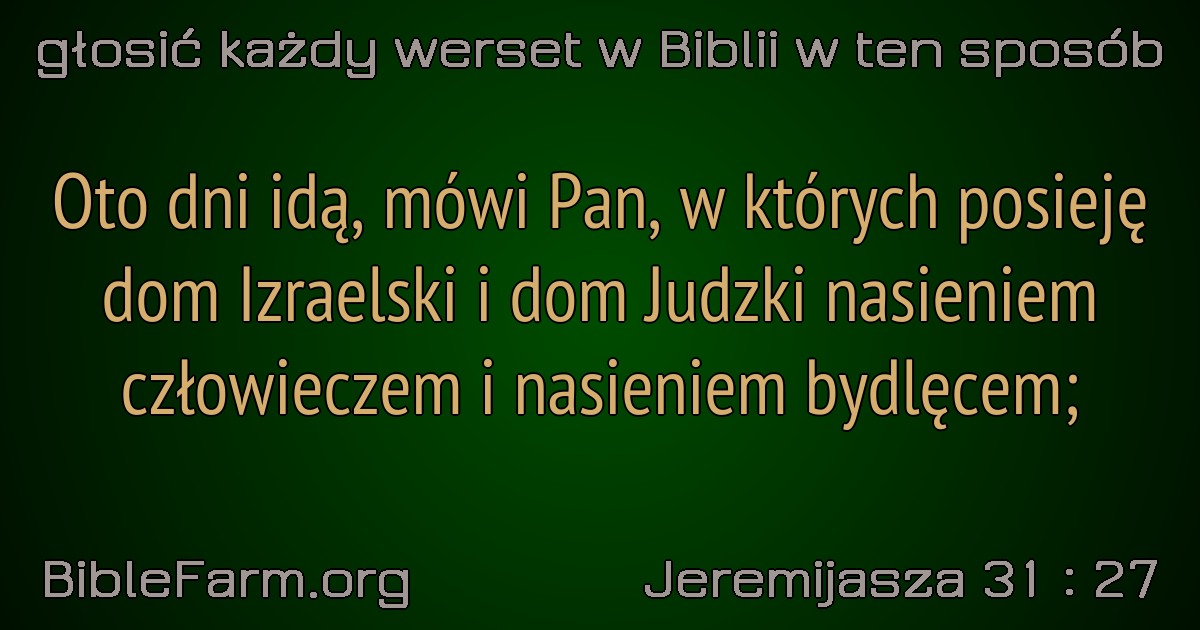 głosić każdy werset w Biblii w ten sposób
Oto dni idą, mówi Pan, w których posieję
dom Izraelski i dom Judzki nasieniem
człowieczem i nasieniem bydlęcem;
BibleFarm.org
Jeremijasza 31 : 27